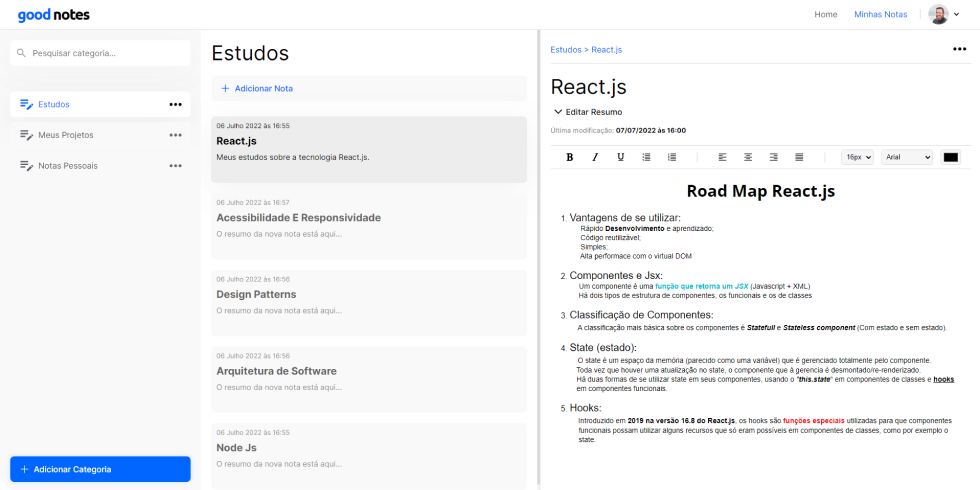 good notes
Home
Minhas Notas
Pesquisar categoria...
Estudos
Meus Projetos
Notas Pessoais
Adicionar Categoria
Estudos
Adicionar Nota
06 Julho 2022 às 16:55
React.js
Meus estudos sobre a tecnologia React.js.
06 Julho 2022 às 16:57
Acessibilidade E Responsividade
O resumo da nova nota está aqui...
06 Julho 2022 às 16:56
Design Patterns
O resumo da nova nota está aqui...
06 Julho 2022 às 16:56
Arquitetura de Software
O resumo da nova nota está aqui...
06 Julho 2022 às 16:55
Node Js
O resumo da nova nota está aqui...
Estudos > React.js
React.js
Editar Resumo
Última modificação: 07/07/2022 às 16:00
B I U 16px Arial
Road Map React.js
1. Vantagens de se utilizar:
Rápido Desenvolvimento e aprendizado;
Código reutilizável;
Simples;
Alta performace com o virtual DOM
2. Componentes e Jsx:
Um componente é uma função que retorna um JSX (Javascript + XML)
Há dois tipos de estrutura de componentes, os funcionais e os de classes
3. Classificação de Componentes:
A classificação mais básica sobre os componentes é Statefull e Stateless component (Com estado e sem estado).
4. State (estado):
O state é um espaço da memória (parecido como uma variável) que é gerenciado totalmente pelo componente.
Toda vez que houver uma atualização no state, o componente que à gerencia é desmontado/re-renderizado.
Há duas formas de se utilizar state em seus componentes, usando o "this.state" em componentes de classes e hooks
em componentes funcionais.
5. Hooks:
Introduzido em 2019 na versão 16.8 do React.js, os hooks são funções especiais utilizadas para que componentes
funcionais possam utilizar alguns recursos que só eram possíveis em componentes de classes, como por exemplo o
state.